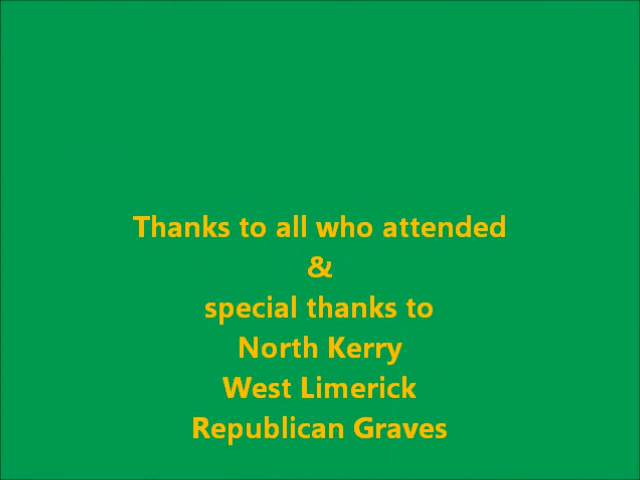 Thanks to all who attended
&
special thanks to
North Kerry
West Limerick
Republican Graves